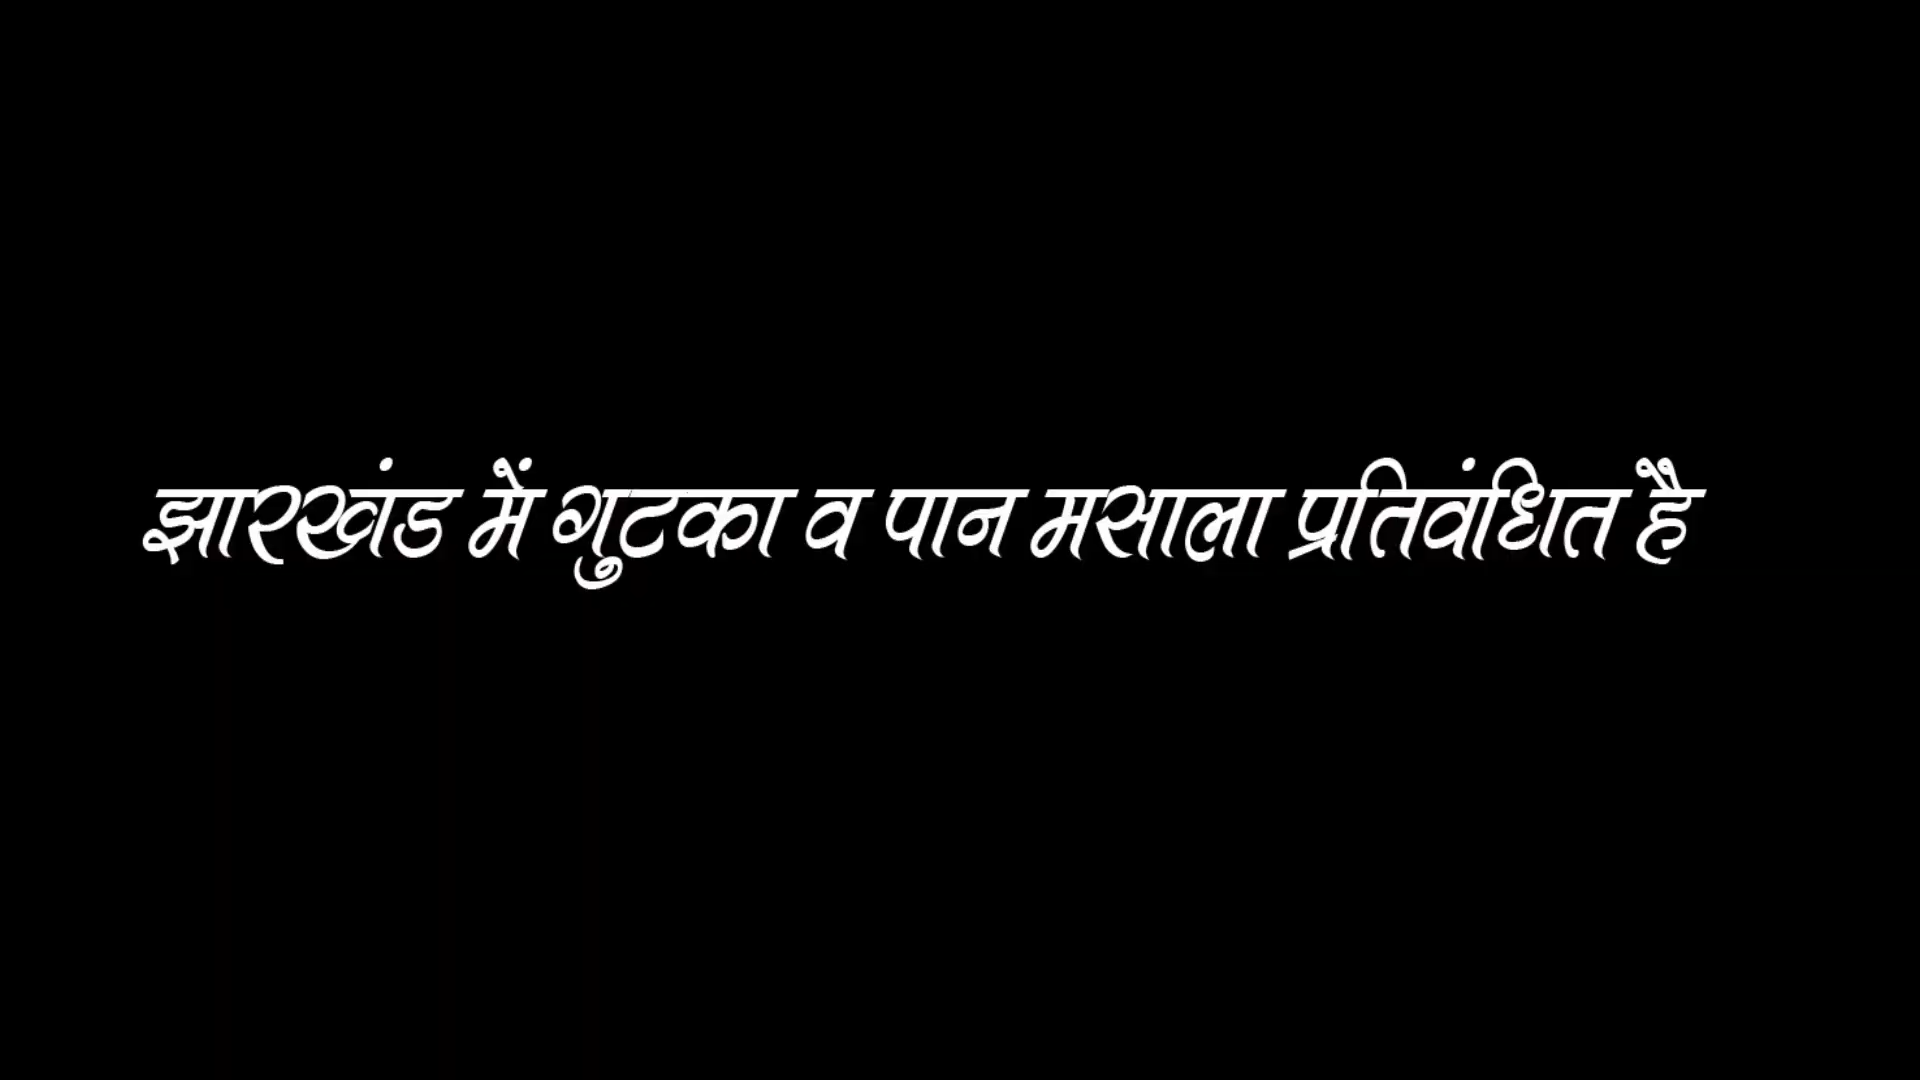 झारखंड में गुटका व पान मसाला प्रतिवंधित है